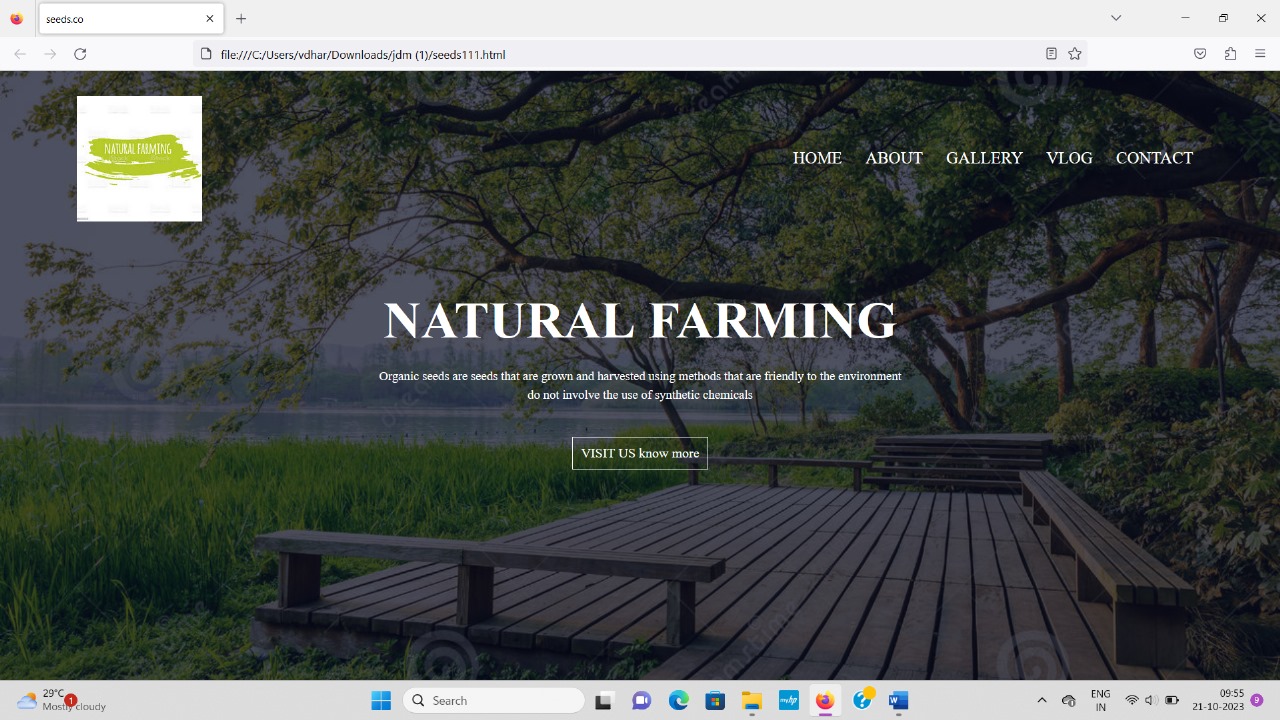 seeds.co
file:///C:/Users/vdhar/Downloads/jdm (1)/seeds111.html
NATURAL FARMING
HOME ABOUT GALLERY VLOG CONTACT
NATURAL FARMING
Organic seeds are seeds that are grown and harvested using methods that are friendly to the environment
do not involve the use of synthetic chemicals
VISIT US know more
29°C
Mostly cloudy
1
Search
myhp
W
ENG
IN
09:55
21-10-2023
9